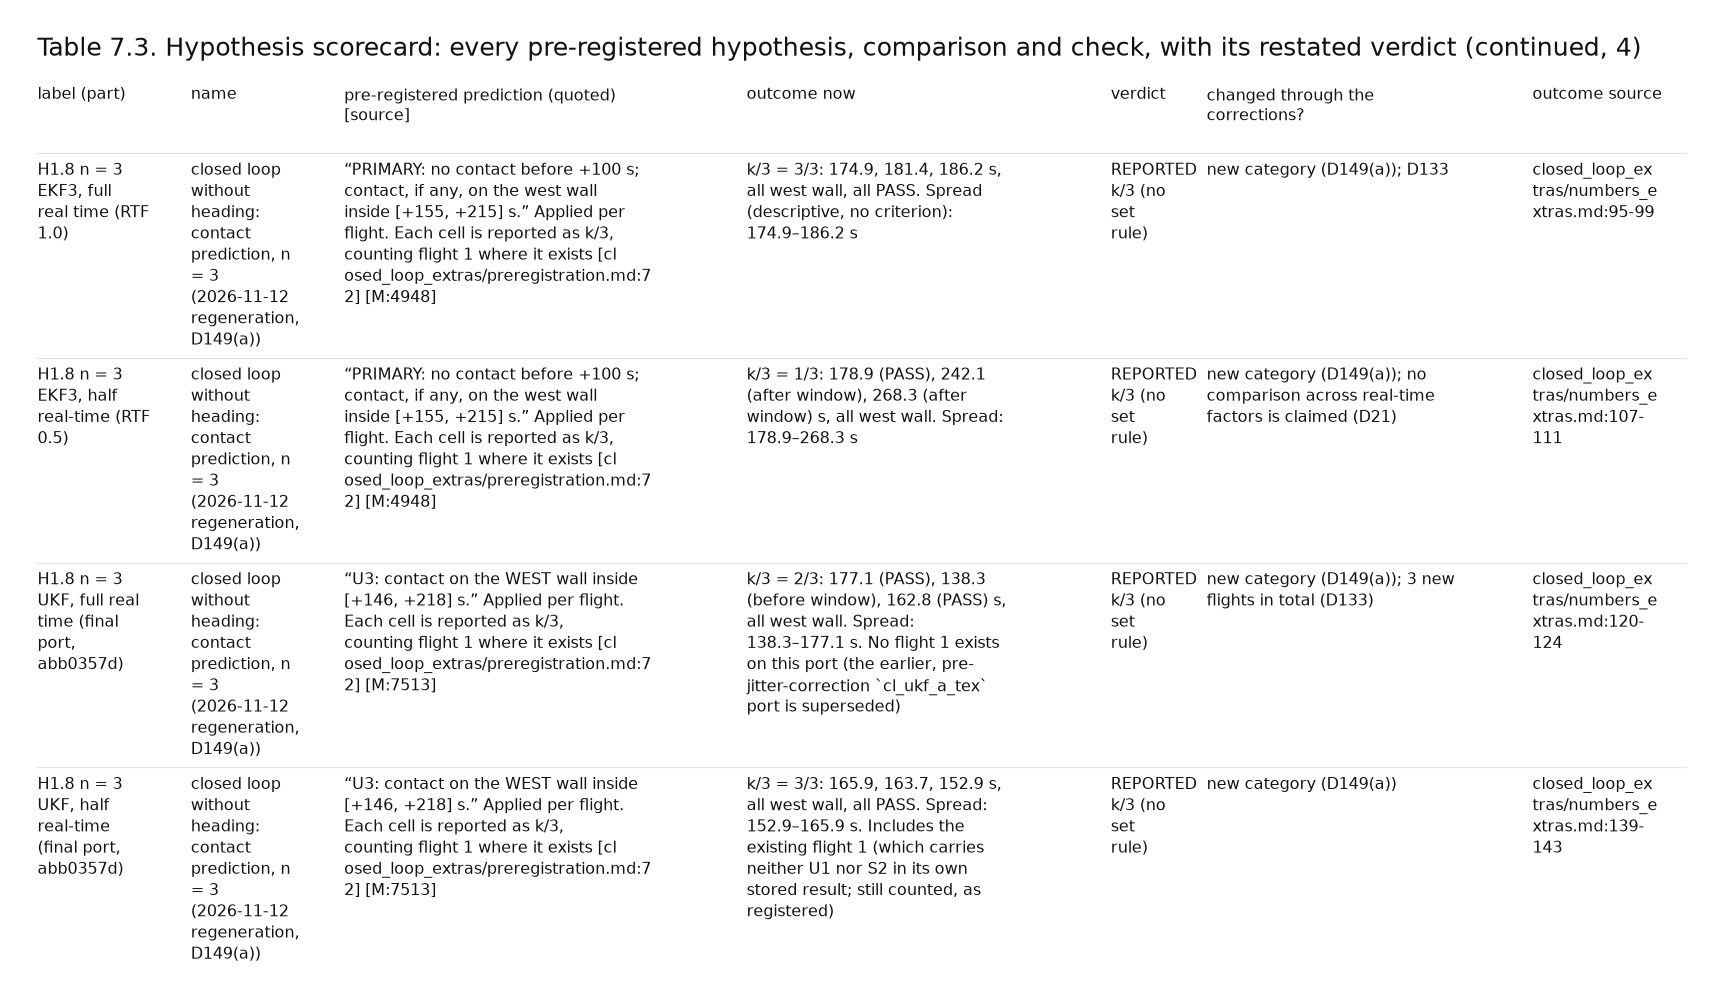 Table 7.3. Hypothesis scorecard: every pre-registered hypothesis, comparison and check, with its restated verdict (continued, 4)
label (part)
name
pre-registered prediction (quoted)
[source]
outcome now
verdict
changed through the
corrections?
outcome source
H1.8 n = 3
EKF3, full
real time (RTF
1.0)
closed loop
without
heading:
contact
prediction, n
= 3
(2026-11-12
regeneration,
D149(a))
“PRIMARY: no contact before +100 s;
contact, if any, on the west wall
inside [+155, +215] s.” Applied per
flight. Each cell is reported as k/3,
counting flight 1 where it exists [cl
osed_loop_extras/preregistration.md:7
2] [M:4948]
k/3 = 3/3: 174.9, 181.4, 186.2 s,
all west wall, all PASS. Spread
(descriptive, no criterion):
174.9–186.2 s
REPORTED
k/3 (no
set
rule)
new category (D149(a)); D133
closed_loop_ex
tras/numbers_e
xtras.md:95-99
H1.8 n = 3
EKF3, half
real-time (RTF
0.5)
closed loop
without
heading:
contact
prediction, n
= 3
(2026-11-12
regeneration,
D149(a))
“PRIMARY: no contact before +100 s;
contact, if any, on the west wall
inside [+155, +215] s.” Applied per
flight. Each cell is reported as k/3,
counting flight 1 where it exists [cl
osed_loop_extras/preregistration.md:7
2] [M:4948]
k/3 = 1/3: 178.9 (PASS), 242.1
(after window), 268.3 (after
window) s, all west wall. Spread:
178.9–268.3 s
REPORTED
k/3 (no
set
rule)
new category (D149(a)); no
comparison across real-time
factors is claimed (D21)
closed_loop_ex
tras/numbers_e
xtras.md:107-
111
H1.8 n = 3
UKF, full real
time (final
port,
abb0357d)
closed loop
without
heading:
contact
prediction, n
= 3
(2026-11-12
regeneration,
D149(a))
“U3: contact on the WEST wall inside
[+146, +218] s.” Applied per flight.
Each cell is reported as k/3,
counting flight 1 where it exists [cl
osed_loop_extras/preregistration.md:7
2] [M:7513]
k/3 = 2/3: 177.1 (PASS), 138.3
(before window), 162.8 (PASS) s,
all west wall. Spread:
138.3–177.1 s. No flight 1 exists
on this port (the earlier, pre-
jitter-correction `cl_ukf_a_tex`
port is superseded)
REPORTED
k/3 (no
set
rule)
new category (D149(a)); 3 new
flights in total (D133)
closed_loop_ex
tras/numbers_e
xtras.md:120-
124
H1.8 n = 3
UKF, half
real-time
(final port,
abb0357d)
closed loop
without
heading:
contact
prediction, n
= 3
(2026-11-12
regeneration,
D149(a))
“U3: contact on the WEST wall inside
[+146, +218] s.” Applied per flight.
Each cell is reported as k/3,
counting flight 1 where it exists [cl
osed_loop_extras/preregistration.md:7
2] [M:7513]
k/3 = 3/3: 165.9, 163.7, 152.9 s,
all west wall, all PASS. Spread:
152.9–165.9 s. Includes the
existing flight 1 (which carries
neither U1 nor S2 in its own
stored result; still counted, as
registered)
REPORTED
k/3 (no
set
rule)
new category (D149(a))
closed_loop_ex
tras/numbers_e
xtras.md:139-
143